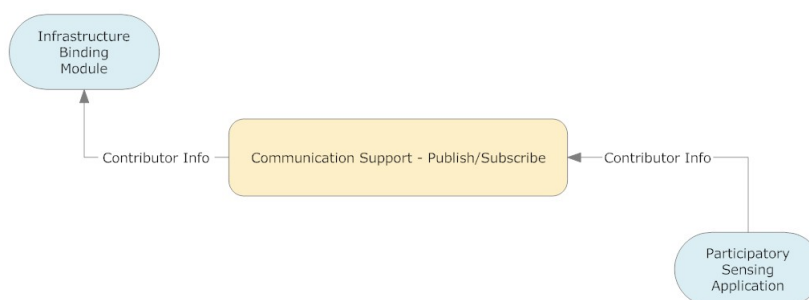 Infrastructure
Binding
Module
Contributor Info
Communication Support - Publish/Subscribe
Contributor Info
Participatory
Sensing
Application